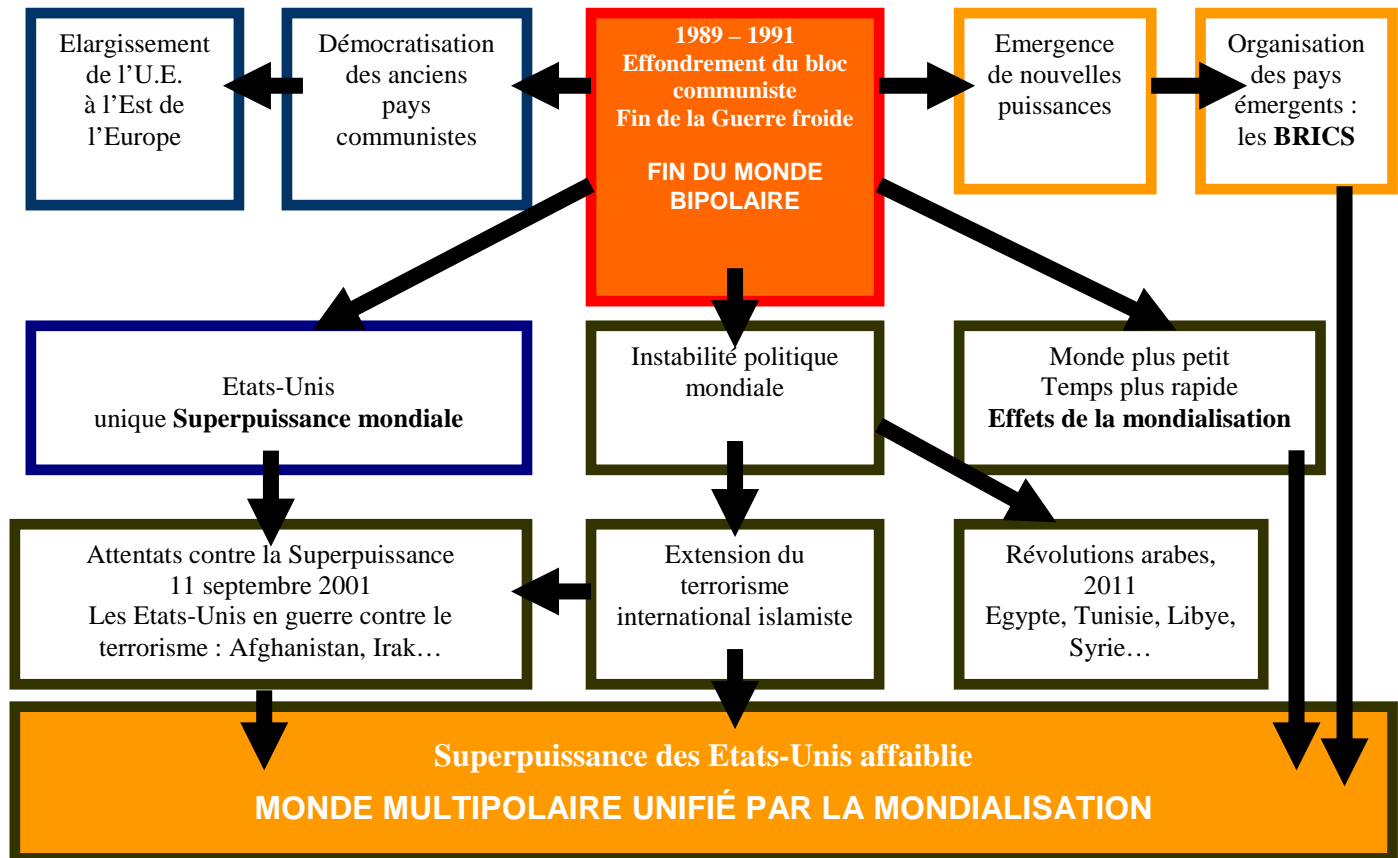 Elargissement
de l'U.E.
à l'Est de
l'Europe
Démocratisation
des anciens
pays
communistes
1989 – 1991
Effondrement du bloc
communiste
Fin de la Guerre froide
FIN DU MONDE
BIPOLAIRE
Emergence
de nouvelles
puissances
Organisation
des pays
émergents :
les BRICS
Etats-Unis
unique Superpuissance mondiale
Instabilité politique
mondiale
Monde plus petit
Temps plus rapide
Effets de la mondialisation
Attentats contre la Superpuissance
11 septembre 2001
Les Etats-Unis en guerre contre le
terrorisme : Afghanistan, Irak…
Extension du
terrorisme
international islamiste
Révolutions arabes,
2011
Egypte, Tunisie, Libye,
Syrie…
Superpuissance des Etats-Unis affaiblie
MONDE MULTIPOLAIRE UNIFIÉ PAR LA MONDIALISATION